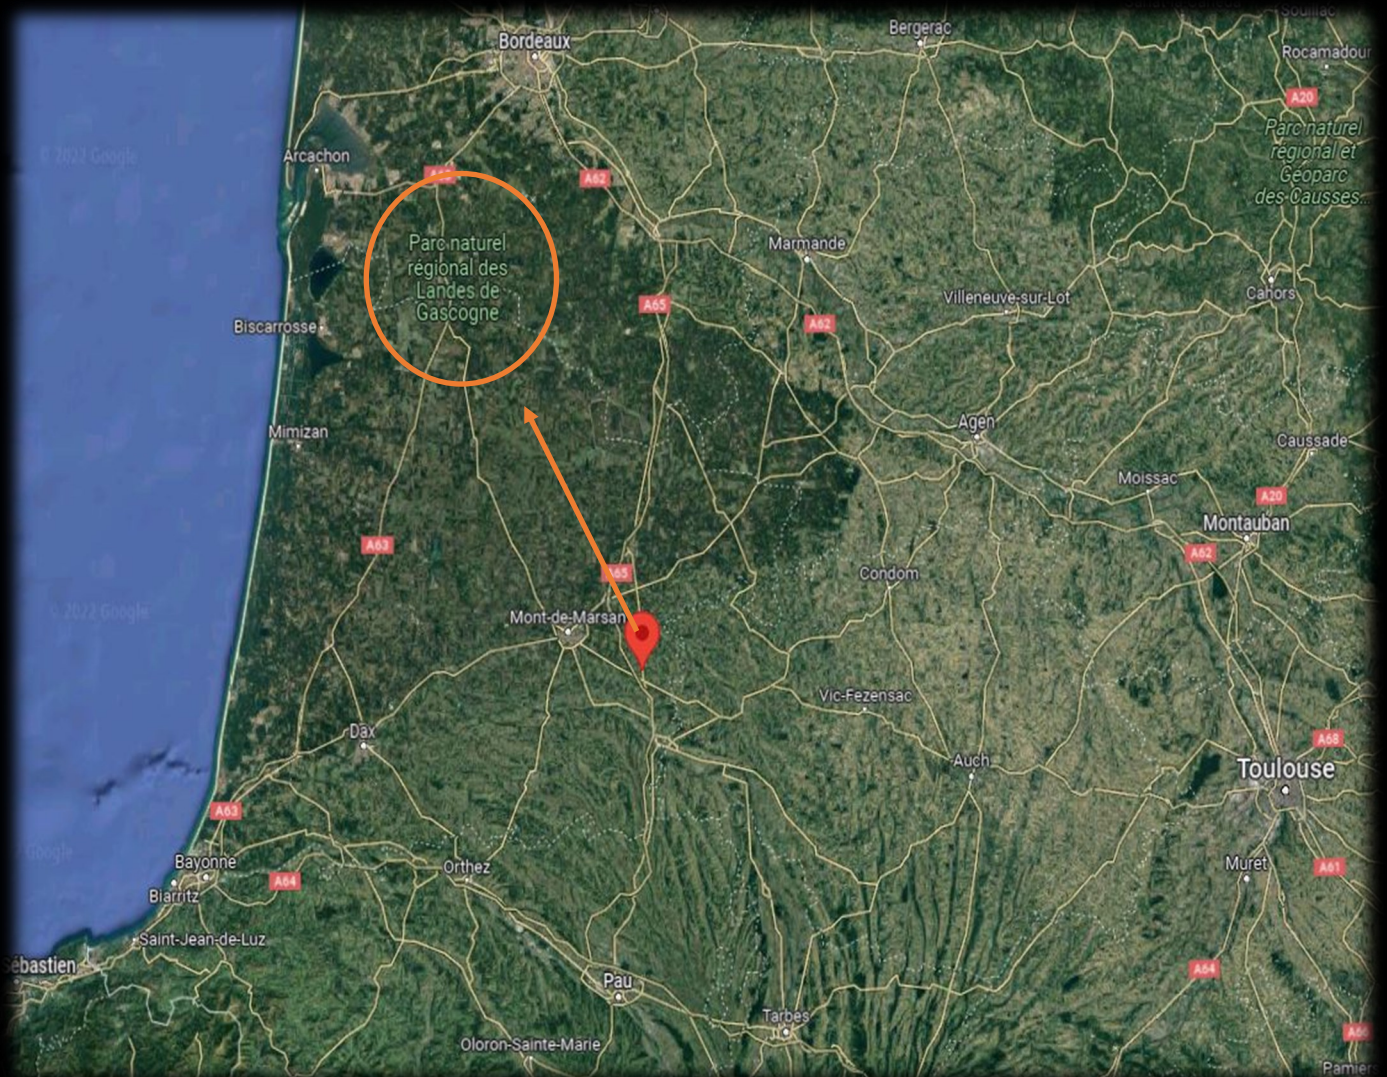 Souillac
Bergerac
Bordeaux
Rocamadour
A20
Parc naturel
régional et
Géoparc
des Causses...
© 2022 Google
Arcachon
A62
Parc naturel
régional des
Landes de
Gascogne
Marmande
Villeneuve-sur-Lot
Cahors
A65
A62
Biscarrosse
Mimizan
Agen
Caussade
Moissac
A20
Montauban
A62
A63
A65
Condom
© 2022 Google
Mont-de-Marsan
Vic-Fezensac
Dax
A68
Auch
Toulouse
A63
Google
Bayonne
Biarritz
A64
Orthez
Muret
A61
Saint-Jean-de-Luz
Sébastien
A64
Pau
Tarbes
Oloron-Sainte-Marie
Pamiers